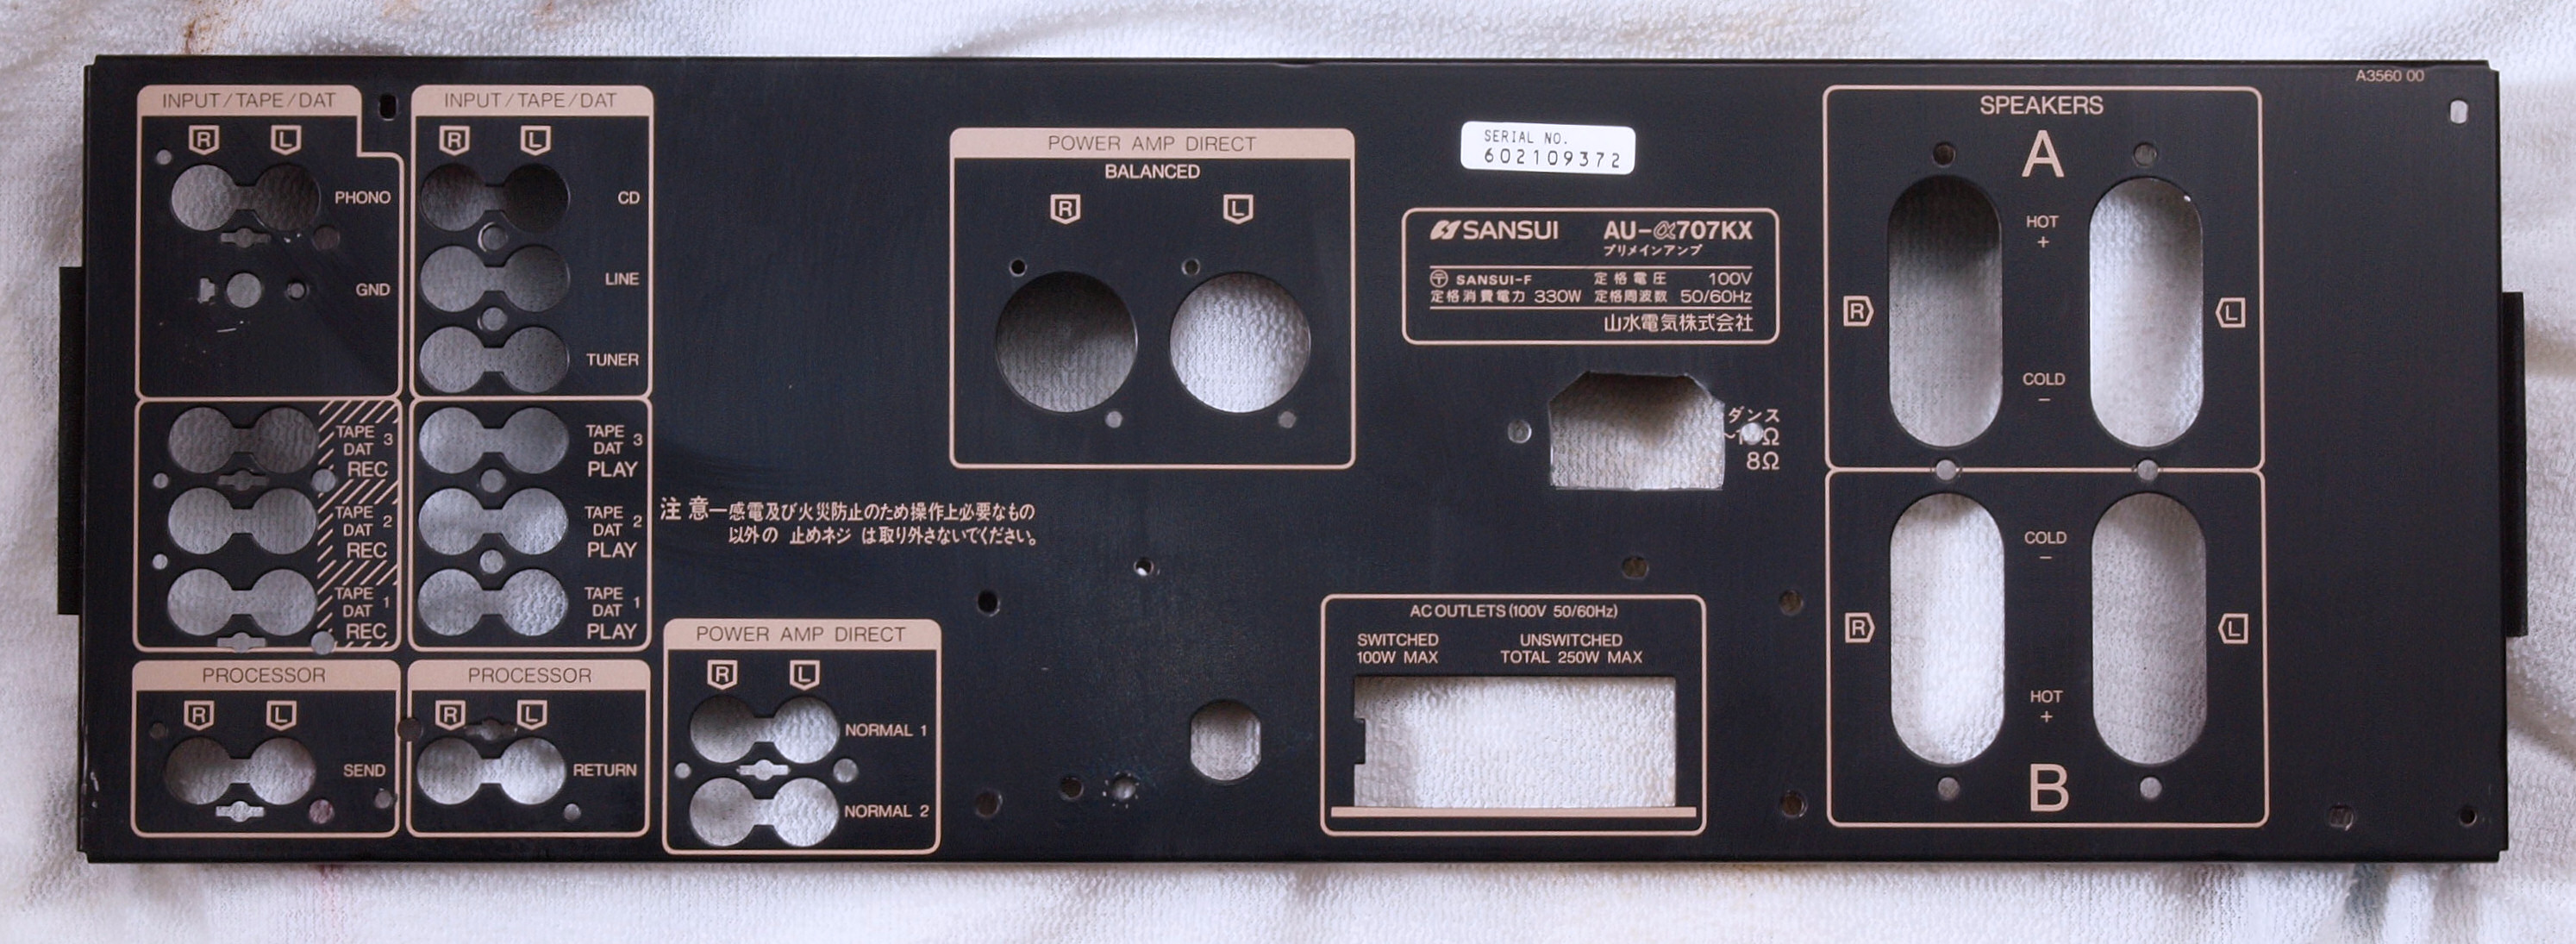 A3560 00
INPUT/TAPE/DAT
R L
PHONO
GND
INPUT/TAPE/DAT
R L
CD
LINE
TUNER
TAPE DAT 3
REC
TAPE DAT 2
REC
TAPE DAT 1
REC
TAPE DAT 3
PLAY
TAPE DAT 2
PLAY
TAPE DAT 1
PLAY
PROCESSOR
R L
SEND
PROCESSOR
R L
RETURN
注意—感電及び火災防止のため操作上必要なもの
以外の 止めネジ は取り外さないでください。
POWER AMP DIRECT
R L
NORMAL 1
NORMAL 2
POWER AMP DIRECT
BALANCED
R L
SERIAL NO.
602109372
SANSUI AU-α707KX
プリメインアンプ
〒 SANSUI-F 定格電圧 100V
定格消費電力 330W 定格周波数 50/60Hz
山水電気株式会社
ダンス
Ω
8Ω
AC OUTLETS (100V 50/60Hz)
SWITCHED UNSWITCHED
100W MAX TOTAL 250W MAX
SPEAKERS
A
HOT
+
R L
COLD
−
COLD
−
R L
HOT
+
B